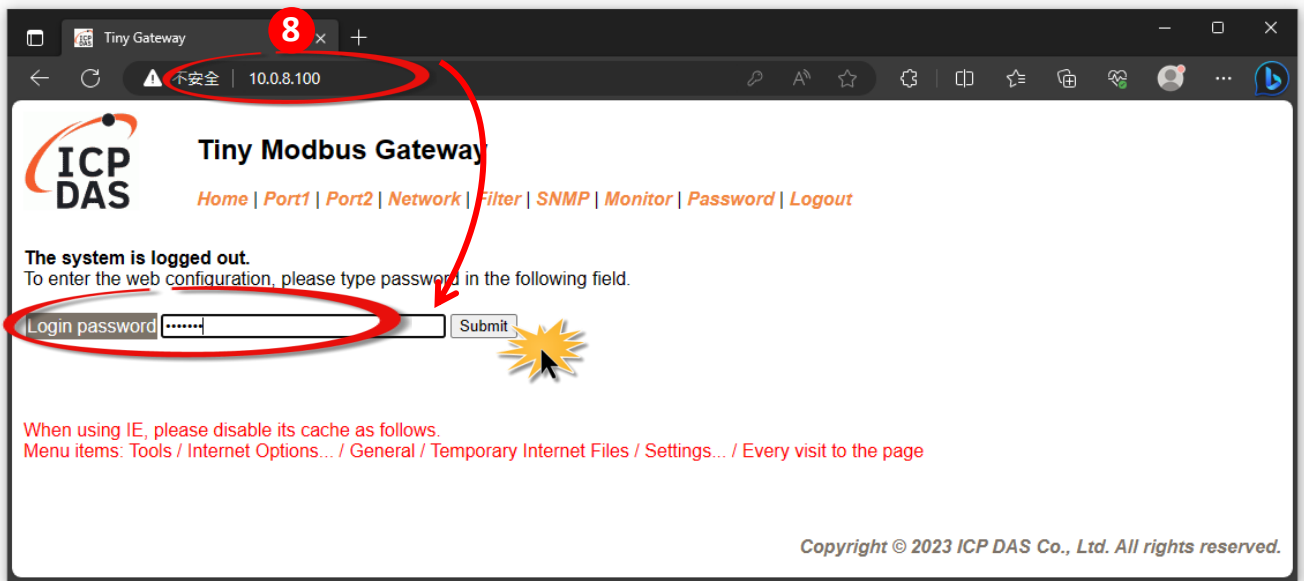 Tiny Gateway
8
不安全 | 10.0.8.100
ICP
DAS
Tiny Modbus Gateway
Home | Port1 | Port2 | Network | Filter | SNMP | Monitor | Password | Logout
The system is logged out.
To enter the web configuration, please type password in the following field.
Login password ••••••• Submit
When using IE, please disable its cache as follows.
Menu items: Tools / Internet Options... / General / Temporary Internet Files / Settings... / Every visit to the page
Copyright © 2023 ICP DAS Co., Ltd. All rights reserved.